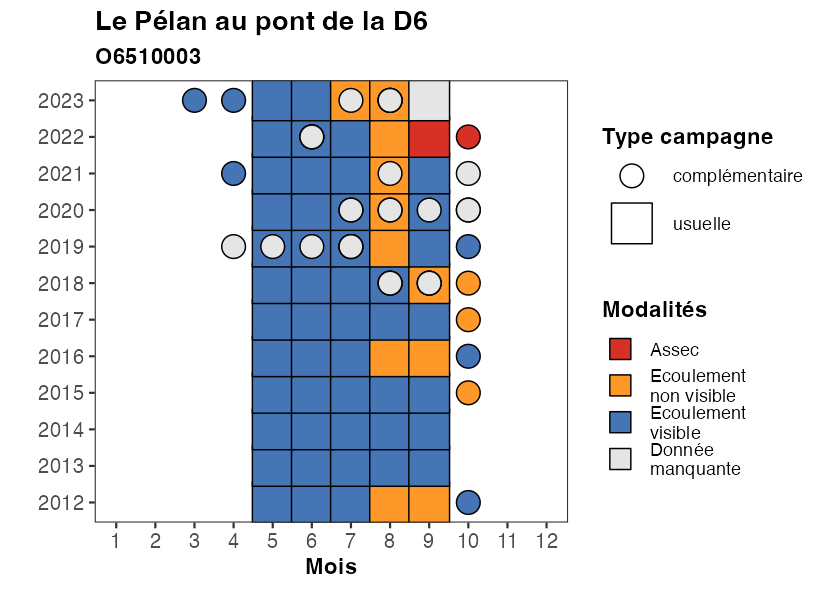 Le Pélan au pont de la D6
O6510003
2023
2022
2021
2020
2019
2018
2017
2016
2015
2014
2013
2012
1 2 3 4 5 6 7 8 9 10 11 12
Mois
Type campagne
complémentaire
usuelle
Modalités
Assec
Ecoulement
non visible
Ecoulement
visible
Donnée
manquante